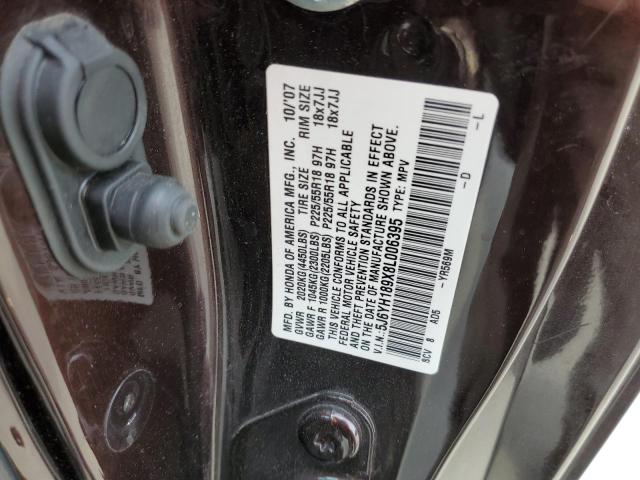 MFD. BY HONDA OF AMERICA MFG., INC. 10/'07
GVWR 2020KG(4450LBS) TIRE SIZE RIM SIZE
GAWR F 1045KG(2300LBS) P225/55R18 97H 18x7JJ
GAWR R 1000KG(2205LBS) P225/55R18 97H 18x7JJ
THIS VEHICLE CONFORMS TO ALL APPLICABLE
FEDERAL MOTOR VEHICLE SAFETY
AND THEFT PREVENTION STANDARDS IN EFFECT
ON THE DATE OF MANUFACTURE SHOWN ABOVE.
V.I.N.:5J6YH189X8L006395 TYPE: MPV
SCV 8 AD5 -YR569M -D -L